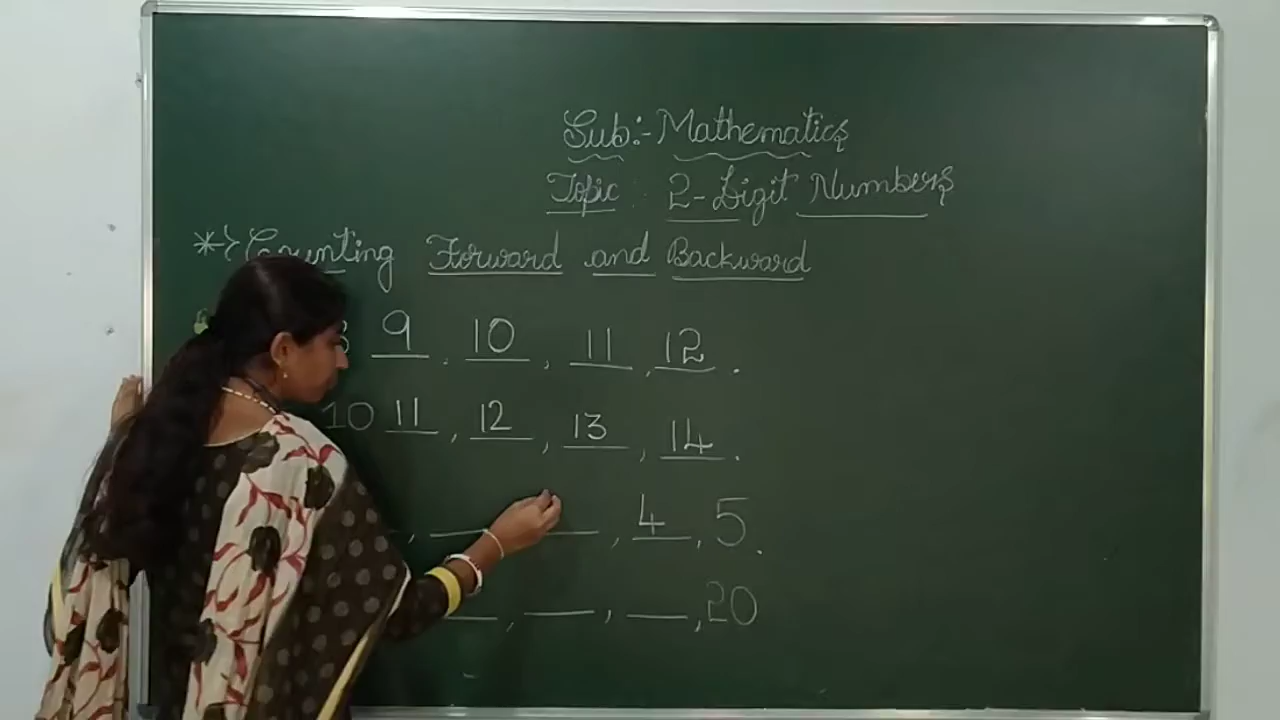 Sub:- Mathematics
Topic : 2-Digit Numbers
*→ Counting Forward and Backward
9, 10, 11, 12.
10 11, 12, 13, 14.
4, 5.
20